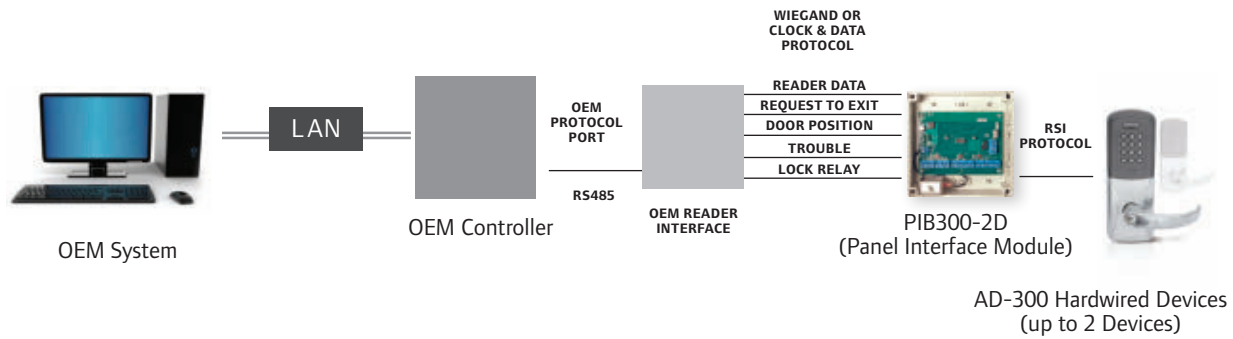 WIEGAND OR
CLOCK & DATA
PROTOCOL
READER DATA
REQUEST TO EXIT
DOOR POSITION
TROUBLE
LOCK RELAY
LAN
OEM
PROTOCOL
PORT
RS485
RSI
PROTOCOL
OEM System
OEM Controller
OEM READER
INTERFACE
PIB300-2D
(Panel Interface Module)
AD-300 Hardwired Devices
(up to 2 Devices)